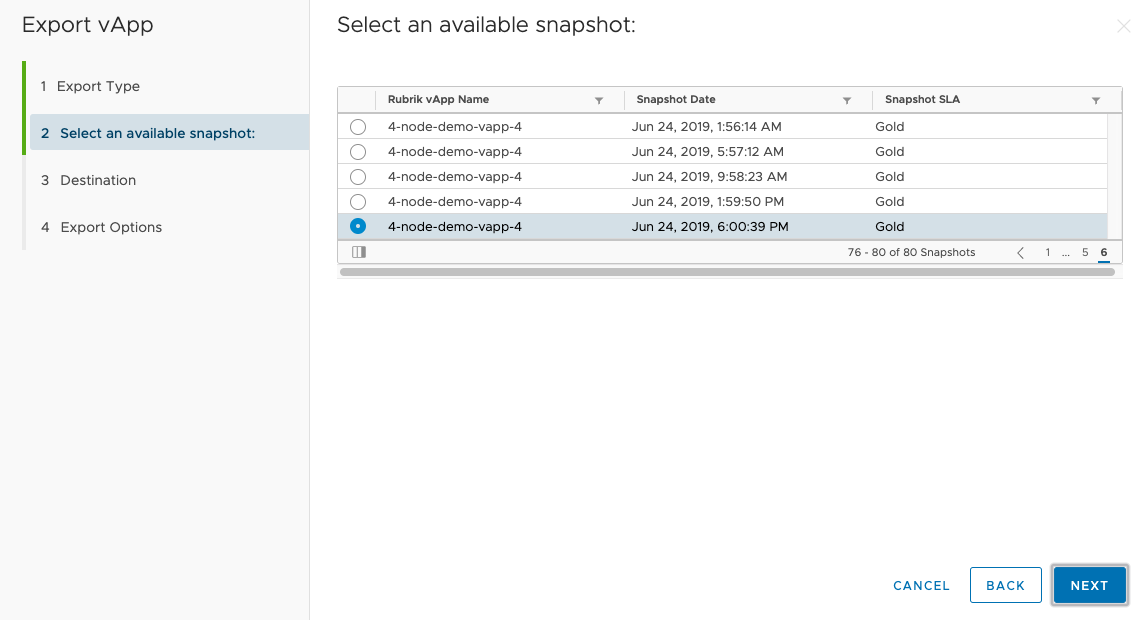 Export vApp
1 Export Type
2 Select an available snapshot:
3 Destination
4 Export Options
Select an available snapshot:
Rubrik vApp Name Snapshot Date Snapshot SLA
4-node-demo-vapp-4 Jun 24, 2019, 1:56:14 AM Gold
4-node-demo-vapp-4 Jun 24, 2019, 5:57:12 AM Gold
4-node-demo-vapp-4 Jun 24, 2019, 9:58:23 AM Gold
4-node-demo-vapp-4 Jun 24, 2019, 1:59:50 PM Gold
4-node-demo-vapp-4 Jun 24, 2019, 6:00:39 PM Gold
76 - 80 of 80 Snapshots 1 ... 5 6
CANCEL BACK NEXT